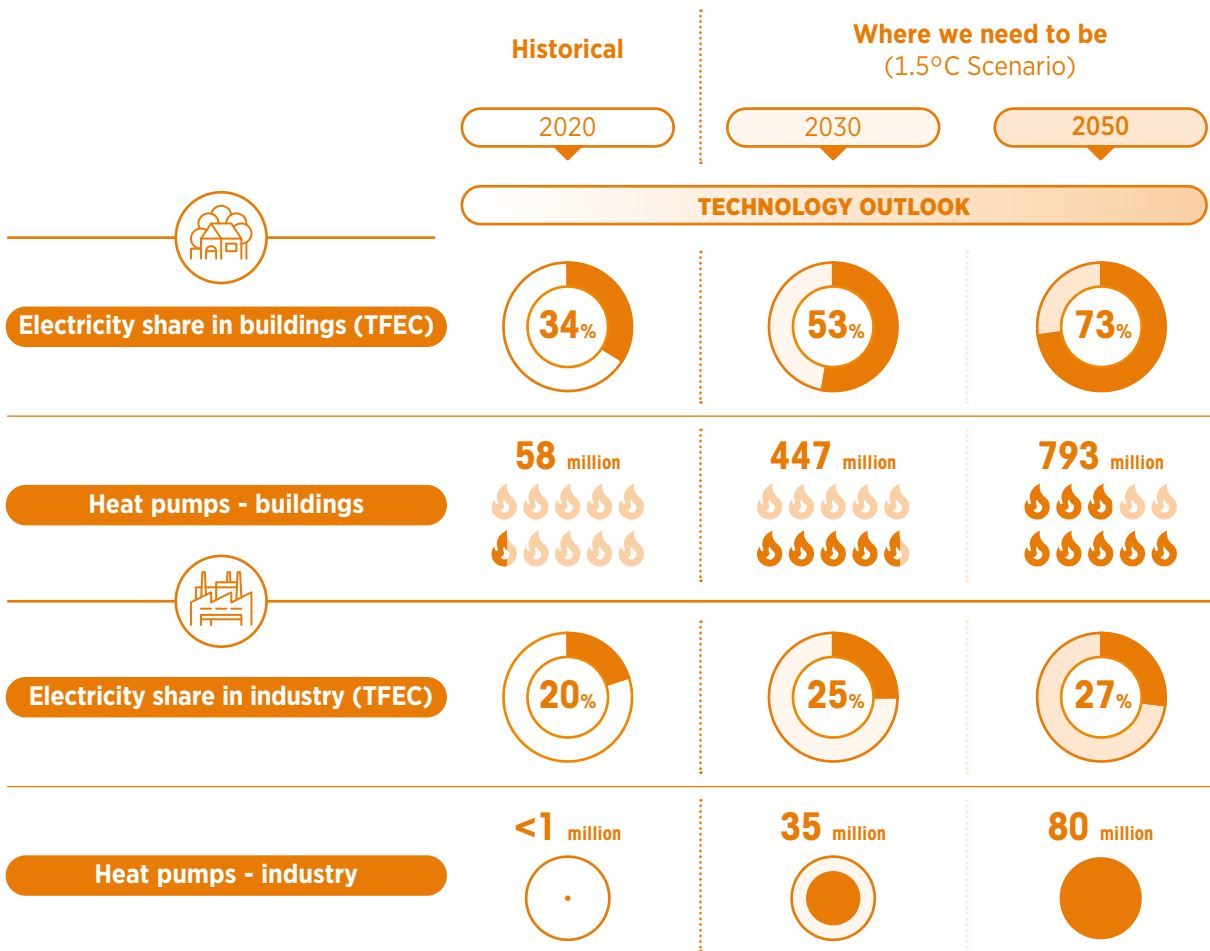 Historical
Where we need to be
(1.5°C Scenario)
2020
2030
2050
TECHNOLOGY OUTLOOK
Electricity share in buildings (TFEC)
34%
53%
73%
Heat pumps - buildings
58 million
447 million
793 million
Electricity share in industry (TFEC)
20%
25%
27%
Heat pumps - industry
<1 million
35 million
80 million